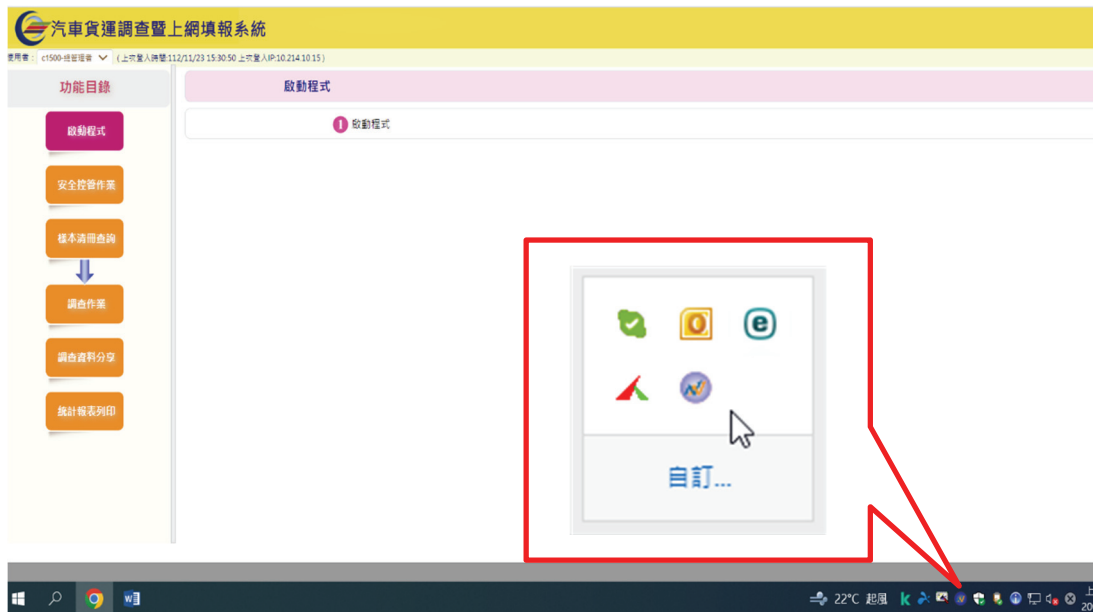 汽車貨運調查暨上網填報系統
使用者： c1500-總管理者 (上次登入時間:112/11/23 15:30:50 上次登入IP:10.214.10.15)
功能目錄
啟動程式
啟動程式
1 啟動程式
安全控管作業
樣本清冊查詢
調查作業
調查資料分享
統計報表列印
自訂...
22°C 起風
上
20